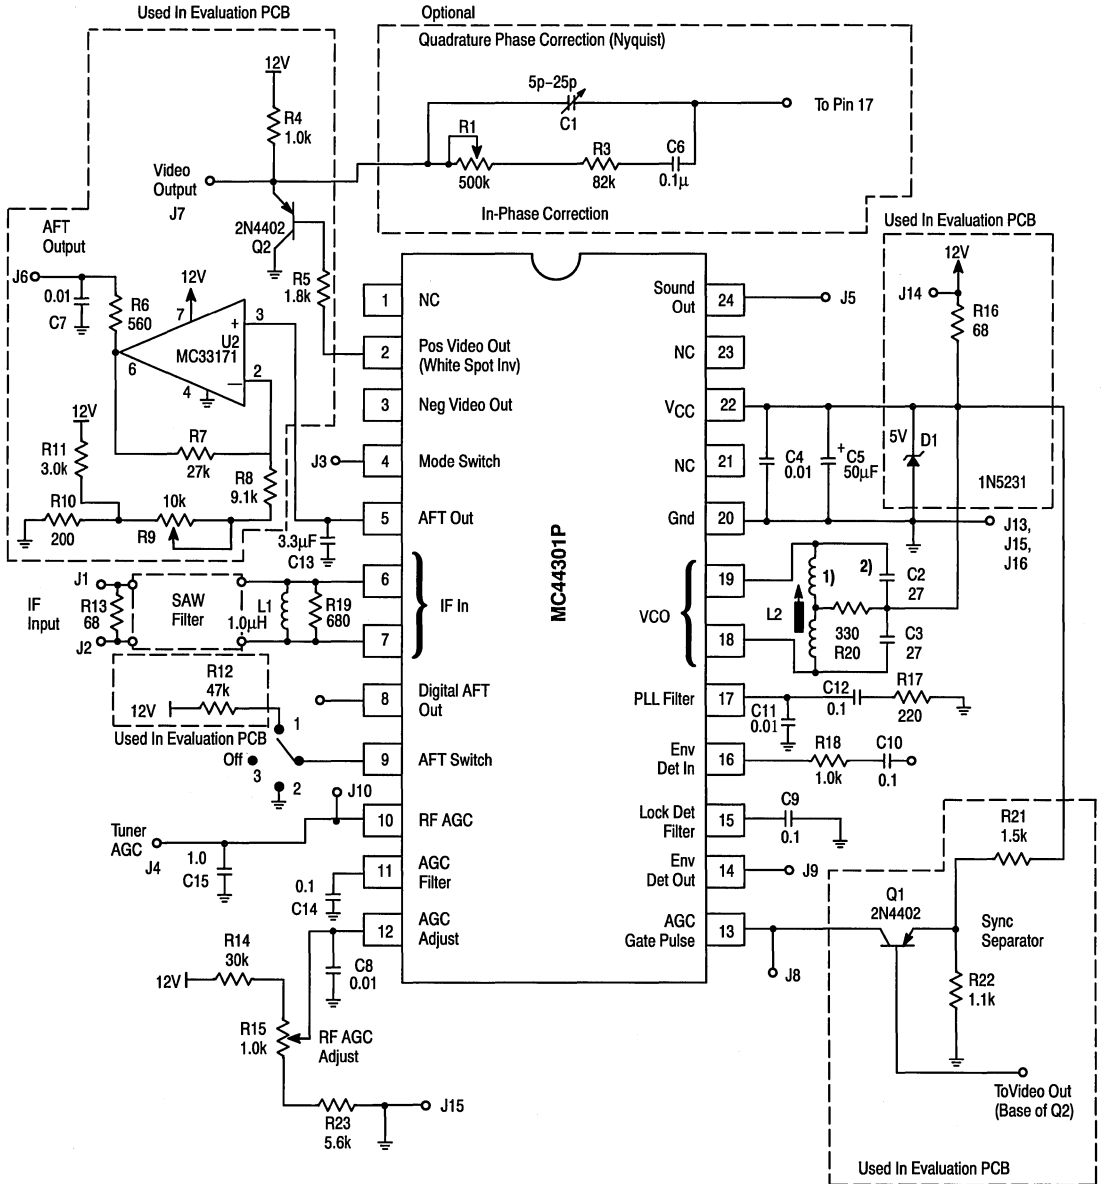 Used In Evaluation PCB
Optional
Quadrature Phase Correction (Nyquist)
12V
R4
1.0k
5p–25p
C1
To Pin 17
R1
500k
R3
82k
C6
0.1µ
In-Phase Correction
Video
Output
J7
2N4402
Q2
R5
1.8k
AFT
Output
J6
0.01
C7
R6
560
12V
7
3
+
U2
MC33171
6
2
—
4
12V
R11
3.0k
R7
27k
R8
9.1k
R10
200
10k
R9
J3
3.3µF
C13
J1
IF
Input
R13
68
J2
SAW
Filter
L1
1.0µH
R19
680
R12
47k
12V
Used In Evaluation PCB
1
Off
3
2
J10
Tuner
AGC
J4
1.0
C15
0.1
C14
R14
30k
12V
C8
0.01
R15
1.0k
RF AGC
Adjust
R23
5.6k
J15
MC44301P
1 NC
2 Pos Video Out
(White Spot Inv)
3 Neg Video Out
4 Mode Switch
5 AFT Out
6
IF In
7
8 Digital AFT
Out
9 AFT Switch
10 RF AGC
11 AGC
Filter
12 AGC
Adjust
Sound
Out 24
NC 23
VCC 22
NC 21
Gnd 20
19
VCO
18
PLL Filter 17
Env
Det In 16
Lock Det
Filter 15
Env
Det Out 14
AGC
Gate Pulse 13
J5
Used In Evaluation PCB
12V
J14
R16
68
C4
0.01
+
C5
50µF
5V
D1
1N5231
J13,
J15,
J16
1)
2)
C2
27
L2
330
R20
C3
27
C11
0.01
C12
0.1
R17
220
R18
1.0k
C10
0.1
C9
0.1
J9
J8
R21
1.5k
Q1
2N4402
Sync
Separator
R22
1.1k
ToVideo Out
(Base of Q2)
Used In Evaluation PCB